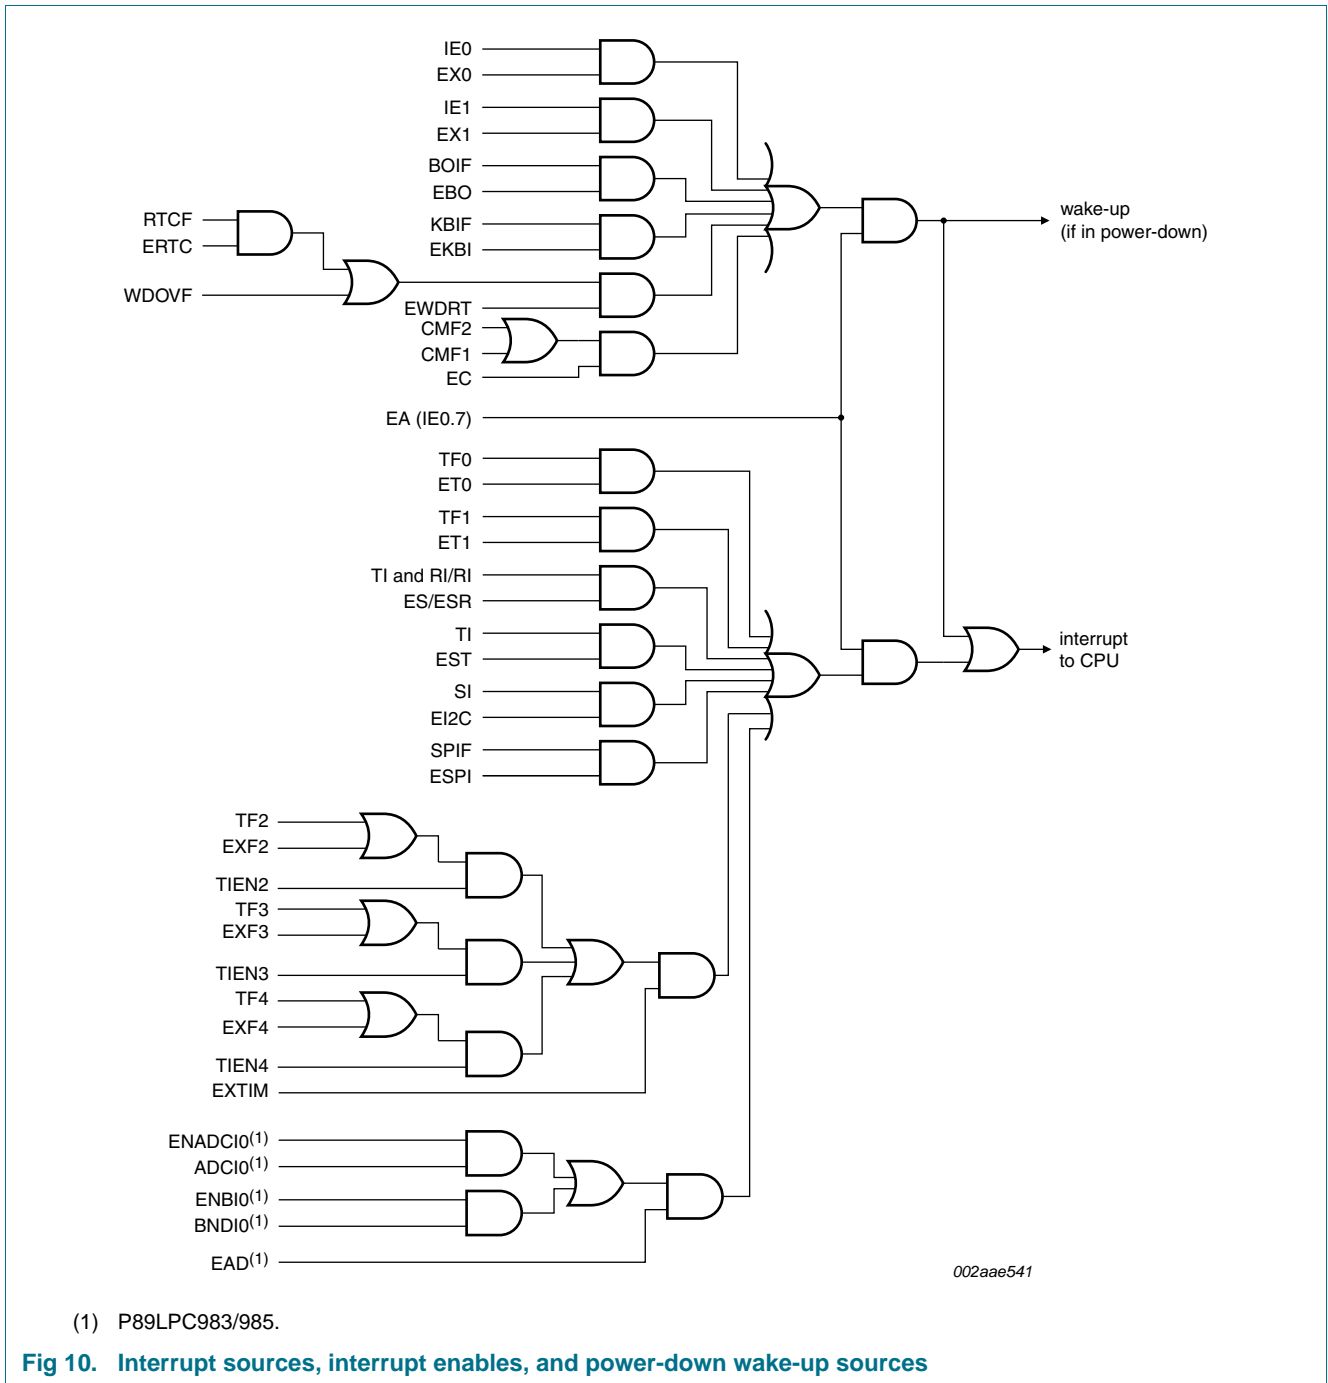 IE0
EX0
IE1
EX1
BOIF
EBO
KBIF
EKBI
RTCF
ERTC
WDOVF
EWDRT
CMF2
CMF1
EC
EA (IE0.7)
wake-up
(if in power-down)
TF0
ET0
TF1
ET1
TI and RI/RI
ES/ESR
TI
EST
SI
EI2C
SPIF
ESPI
interrupt
to CPU
TF2
EXF2
TIEN2
TF3
EXF3
TIEN3
TF4
EXF4
TIEN4
EXTIM
ENADCI0(1)
ADCI0(1)
ENBI0(1)
BNDI0(1)
EAD(1)
002aae541
(1) P89LPC983/985.
Fig 10. Interrupt sources, interrupt enables, and power-down wake-up sources